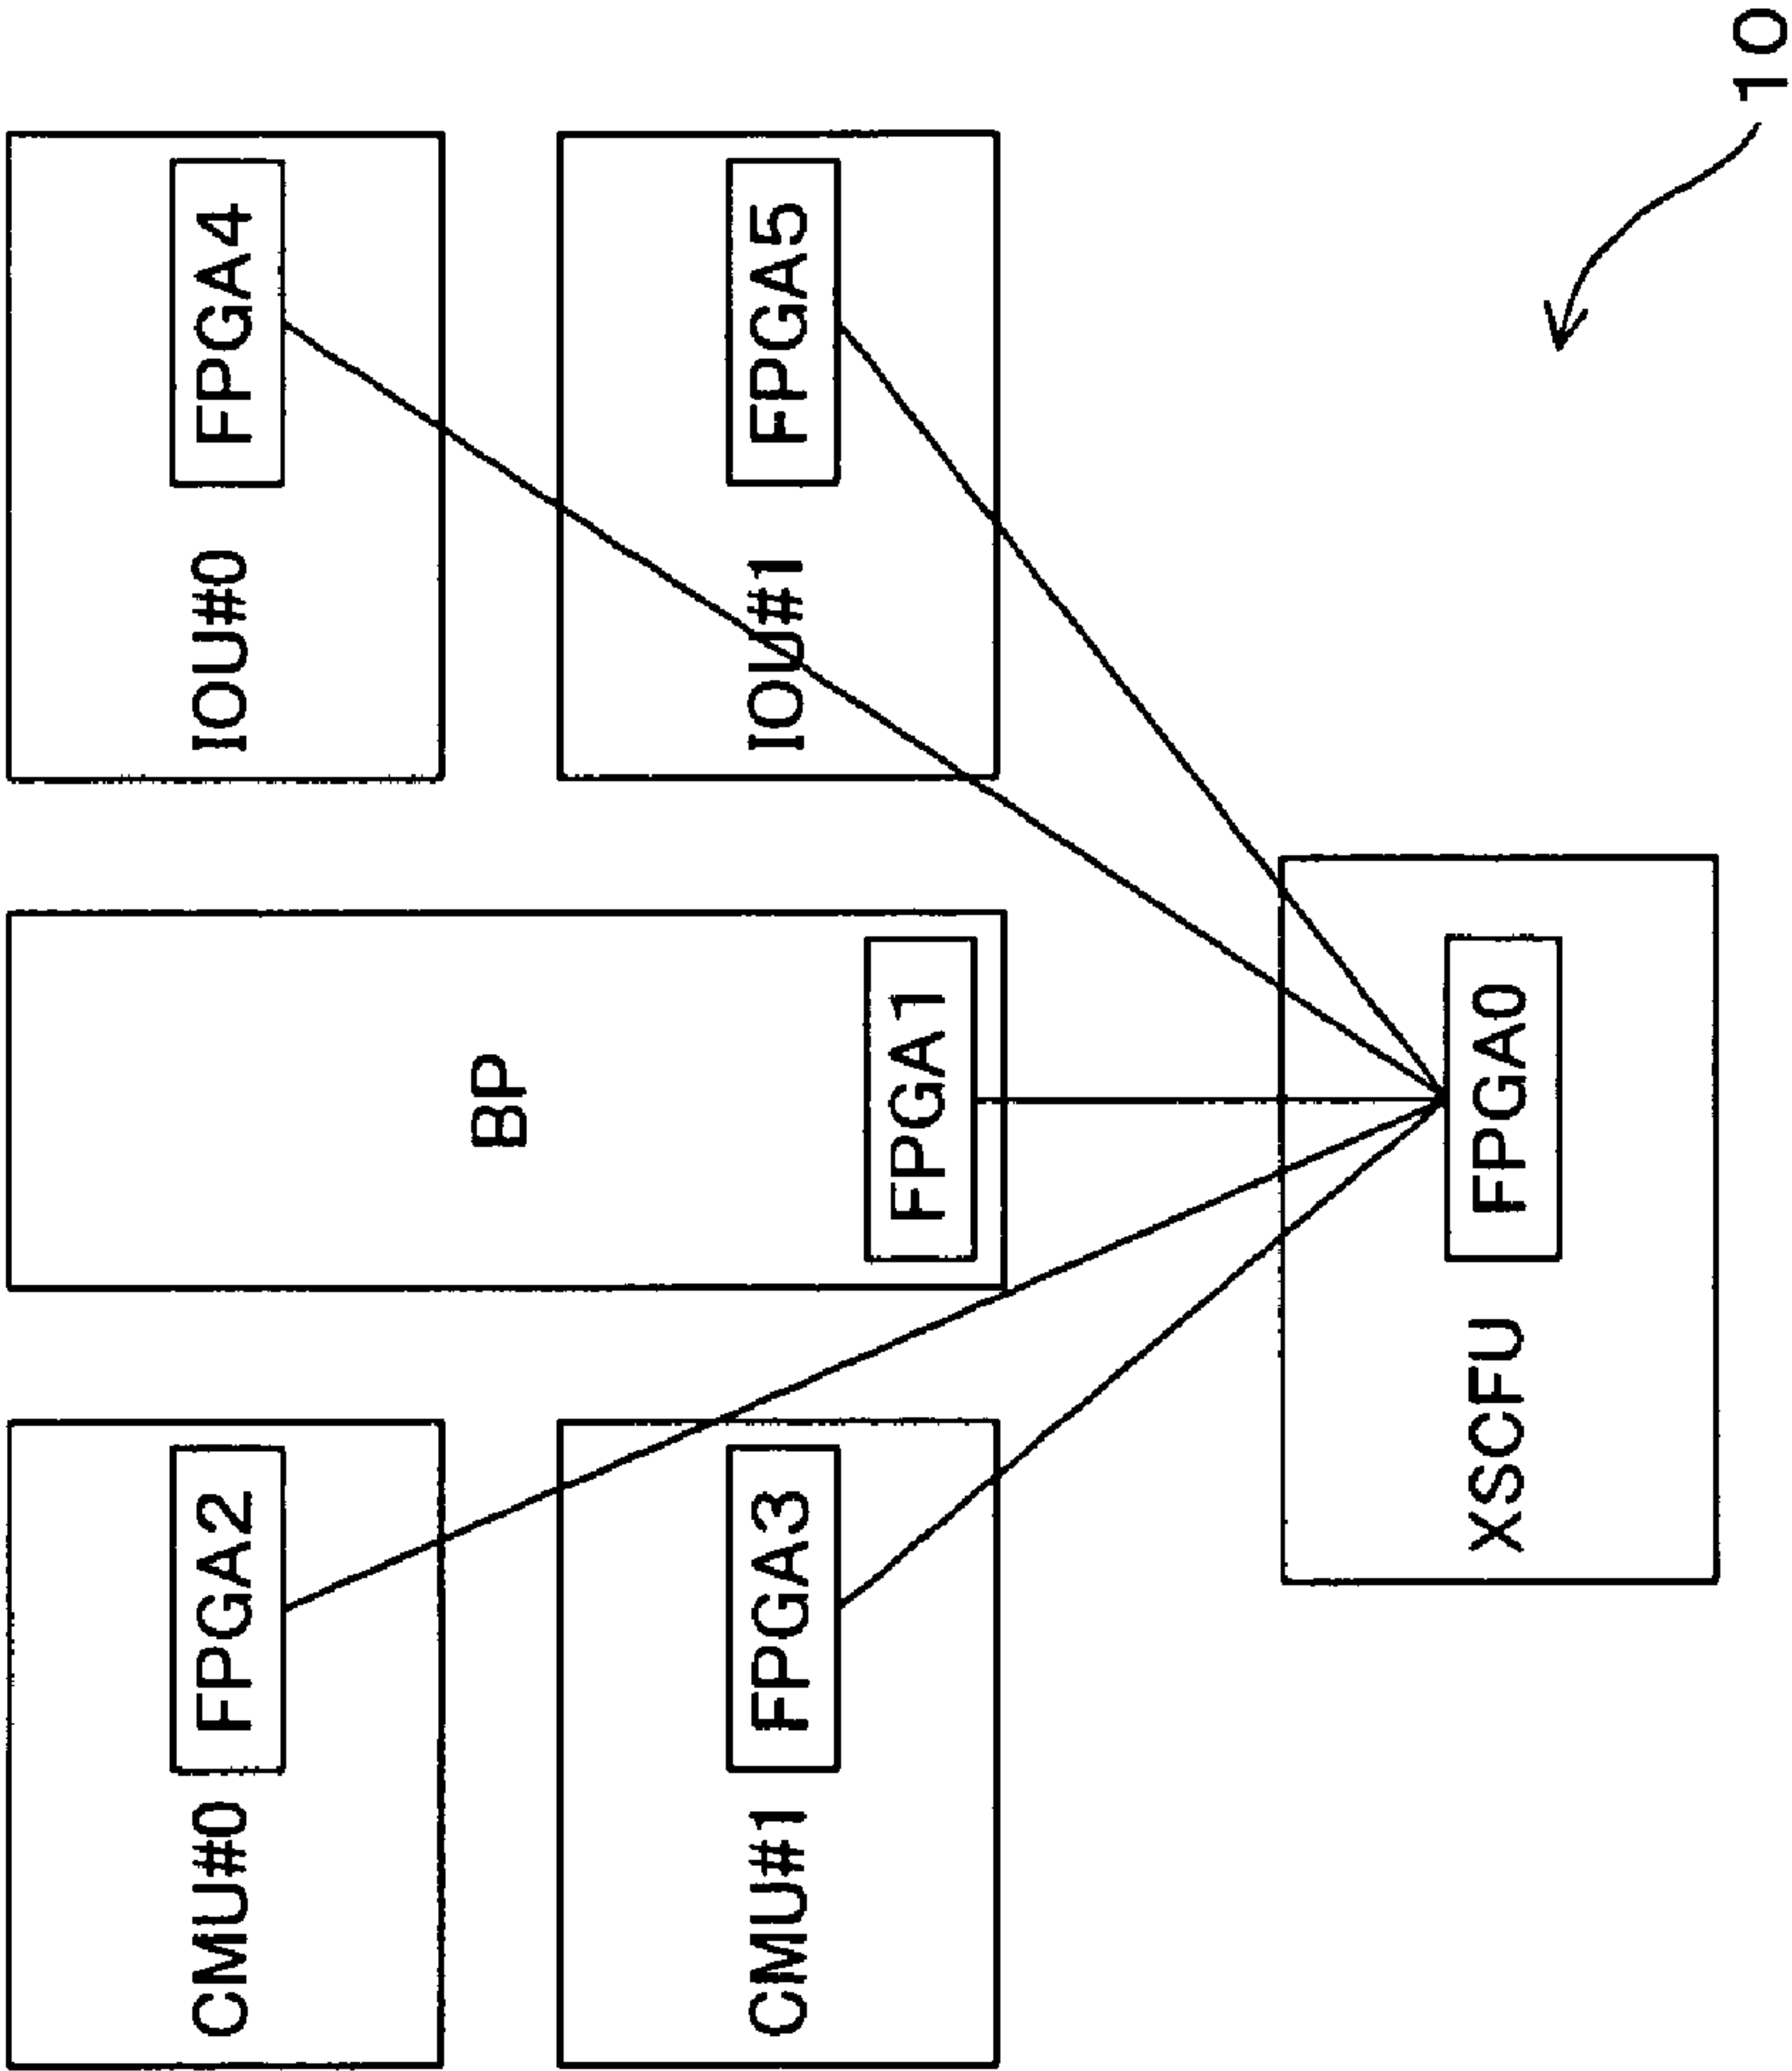 CMU#0 FPGA2
IOU#0 FPGA4
BP
CMU#1 FPGA3
IOU#1 FPGA5
FPGA1
XSCFU FPGA0
10